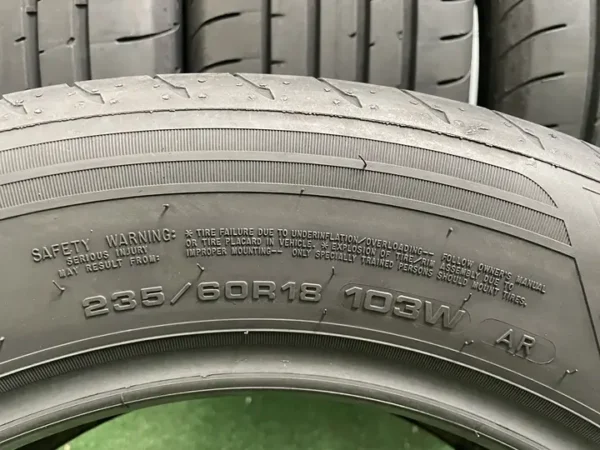 SAFETY WARNING:
SERIOUS INJURY
MAY RESULT FROM:
* TIRE FAILURE DUE TO UNDERINFLATION/OVERLOADING-- FOLLOW OWNER'S MANUAL
OR TIRE PLACARD IN VEHICLE. * EXPLOSION OF TIRE/RIM ASSEMBLY DUE TO
IMPROPER MOUNTING-- ONLY SPECIALLY TRAINED PERSONS SHOULD MOUNT TIRES.
235/60R18 103W AR